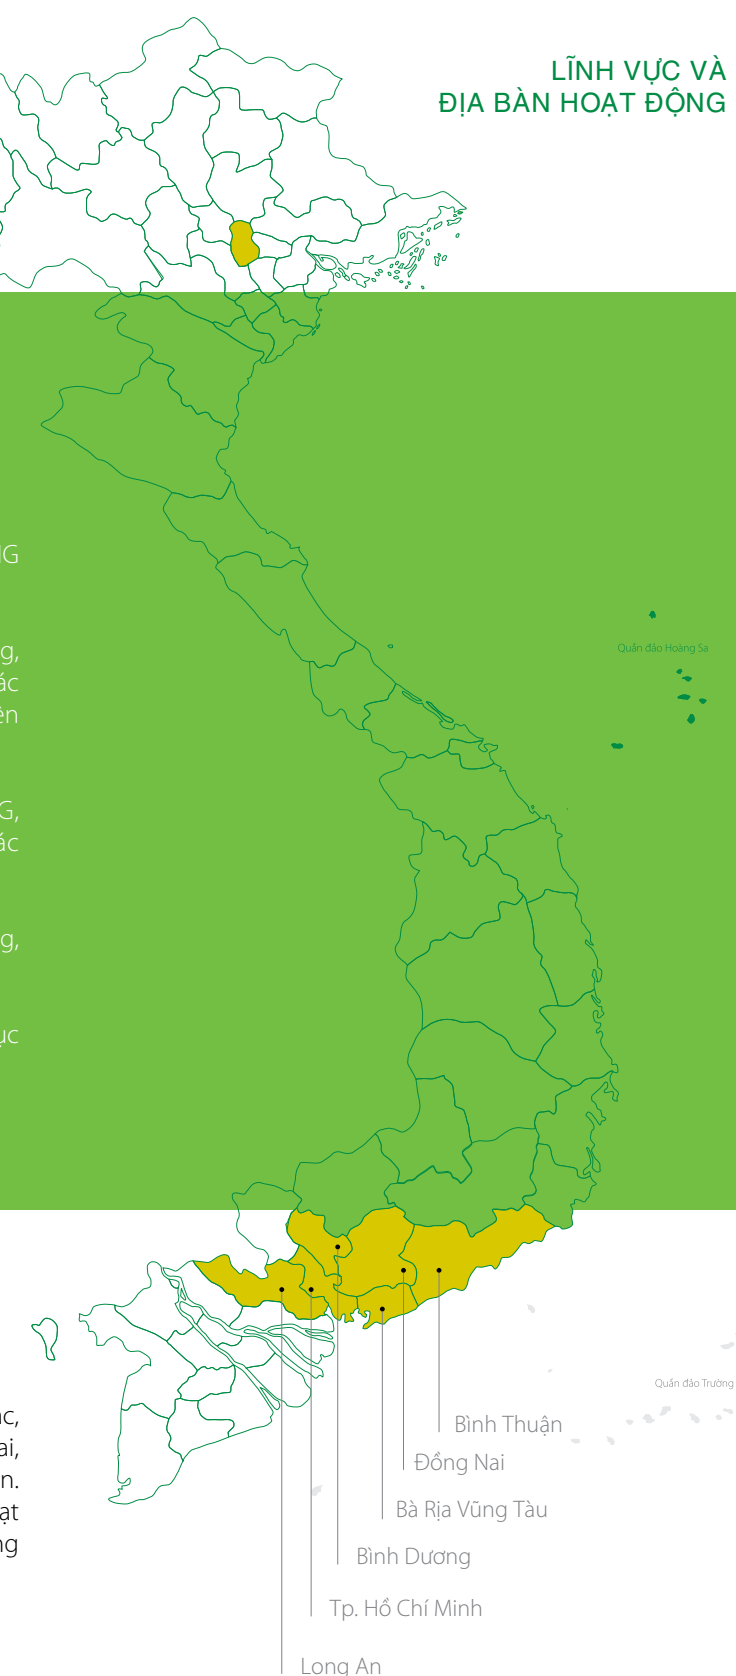 LĨNH VỰC VÀ
ĐỊA BÀN HOẠT ĐỘNG
Quần đảo Hoàng Sa
Quần đảo Trường
Bình Thuận
Đồng Nai
Bà Rịa Vũng Tàu
Bình Dương
Tp. Hồ Chí Minh
Long An